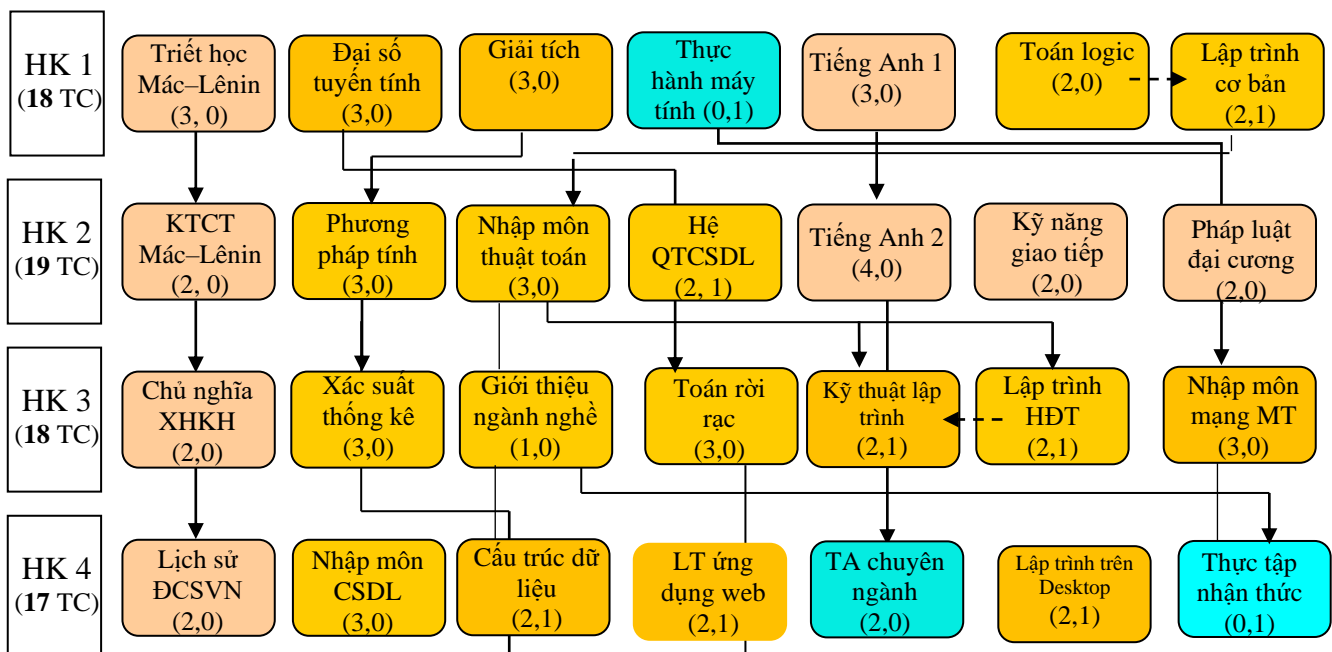 HK 1
(18 TC)
Triết học
Mác–Lênin
(3, 0)
Đại số
tuyến tính
(3,0)
Giải tích
(3,0)
Thực
hành máy
tính (0,1)
Tiếng Anh 1
(3,0)
Toán logic
(2,0)
Lập trình
cơ bản
(2,1)
HK 2
(19 TC)
KTCT
Mác–Lênin
(2, 0)
Phương
pháp tính
(3,0)
Nhập môn
thuật toán
(3,0)
Hệ
QTCSDL
(2, 1)
Tiếng Anh 2
(4,0)
Kỹ năng
giao tiếp
(2,0)
Pháp luật
đại cương
(2,0)
HK 3
(18 TC)
Chủ nghĩa
XHKH
(2,0)
Xác suất
thống kê
(3,0)
Giới thiệu
ngành nghề
(1,0)
Toán rời
rạc
(3,0)
Kỹ thuật lập
trình
(2,1)
Lập trình
HĐT
(2,1)
Nhập môn
mạng MT
(3,0)
HK 4
(17 TC)
Lịch sử
ĐCSVN
(2,0)
Nhập môn
CSDL
(3,0)
Cấu trúc dữ
liệu
(2,1)
LT ứng
dụng web
(2,1)
TA chuyên
ngành
(2,0)
Lập trình trên
Desktop
(2,1)
Thực tập
nhận thức
(0,1)